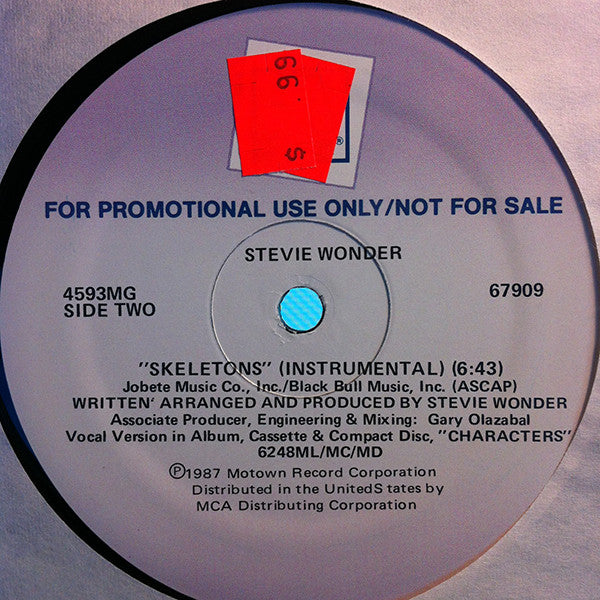 66 $
®
FOR PROMOTIONAL USE ONLY/NOT FOR SALE
STEVIE WONDER
4593MG 67909
SIDE TWO
"SKELETONS" (INSTRUMENTAL) (6:43)
Jobete Music Co., Inc./Black Bull Music, Inc. (ASCAP)
WRITTEN' ARRANGED AND PRODUCED BY STEVIE WONDER
Associate Producer, Engineering & Mixing: Gary Olazabal
Vocal Version in Album, Cassette & Compact Disc, "CHARACTERS"
6248ML/MC/MD
℗1987 Motown Record Corporation
Distributed in the UnitedS tates by
MCA Distributing Corporation